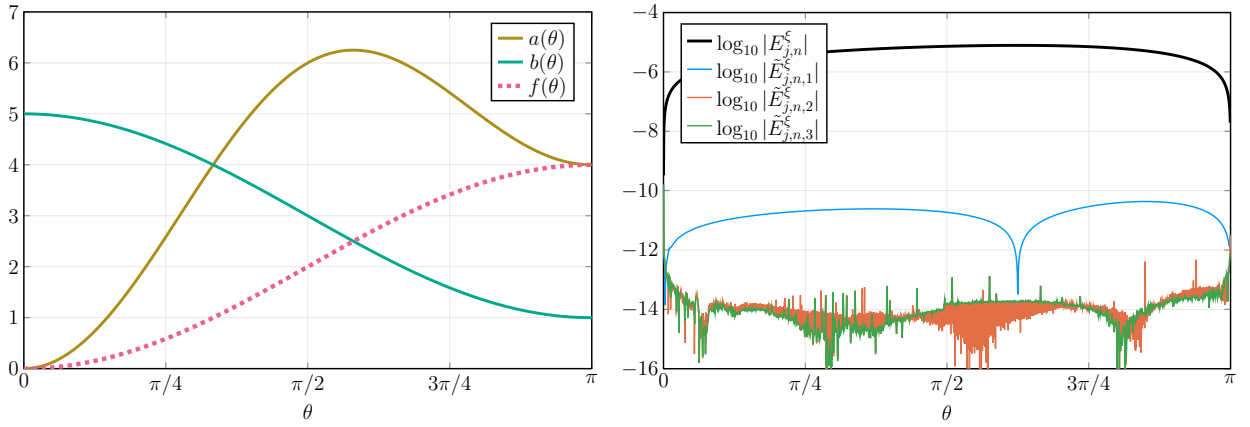 7
6
5
4
3
2
1
0
a(θ)
b(θ)
f(θ)
0 π/4 π/2 3π/4 π
θ
−4
−6
−8
−10
−12
−14
−16
log₁₀ |E^ξ_{j,n}|
log₁₀ |Ẽ^ξ_{j,n,1}|
log₁₀ |Ẽ^ξ_{j,n,2}|
log₁₀ |Ẽ^ξ_{j,n,3}|
0 π/4 π/2 3π/4 π
θ